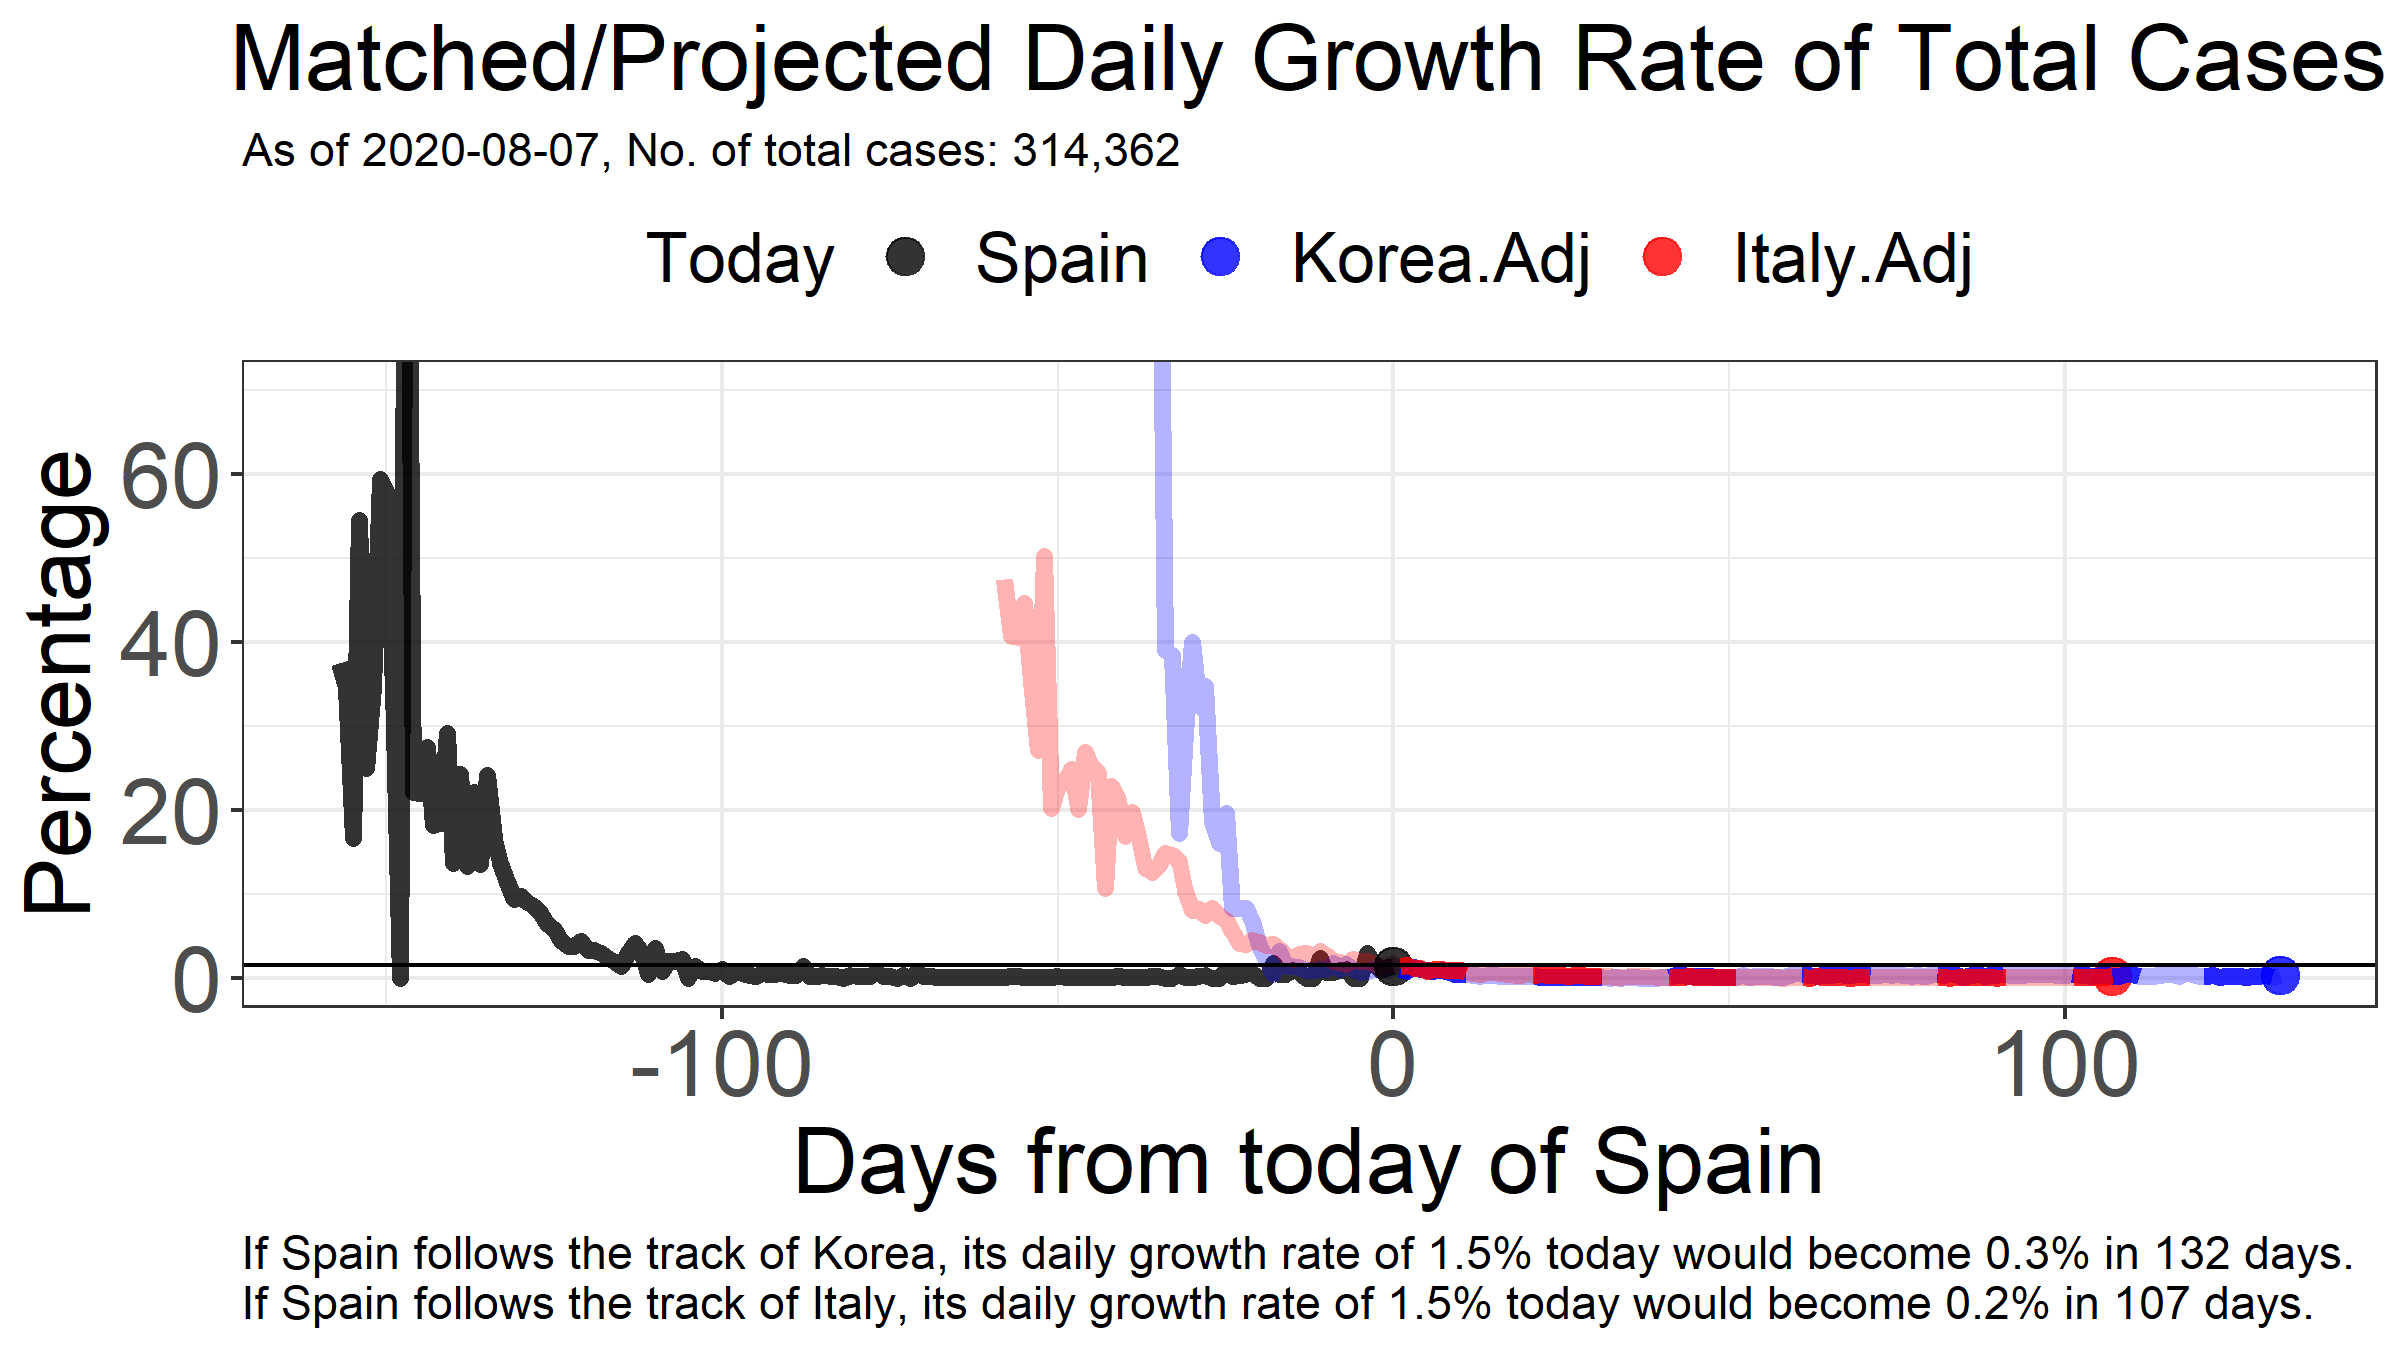 Matched/Projected Daily Growth Rate of Total Cases
As of 2020-08-07, No. of total cases: 314,362
Today Spain Korea.Adj Italy.Adj
Percentage
60
40
20
0
-100 0 100
Days from today of Spain
If Spain follows the track of Korea, its daily growth rate of 1.5% today would become 0.3% in 132 days.
If Spain follows the track of Italy, its daily growth rate of 1.5% today would become 0.2% in 107 days.